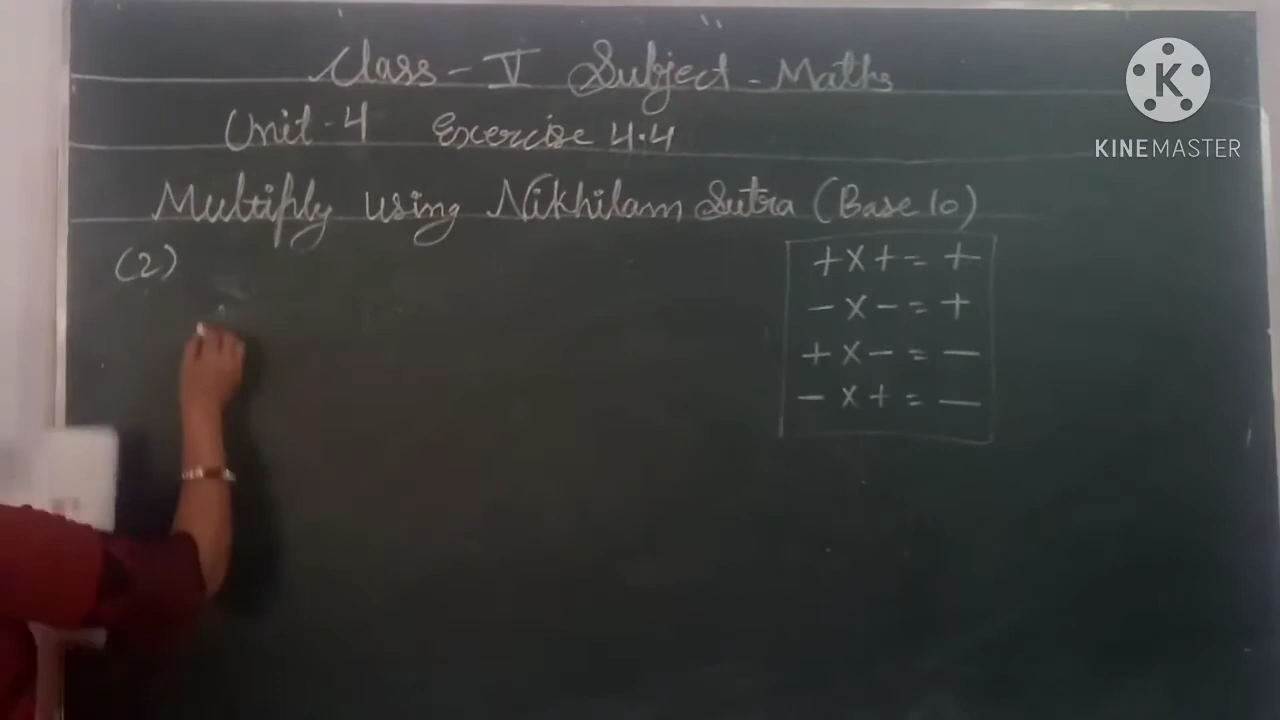 Class - V Subject - Maths
Unit-4 Exercise 4.4
Multiply using Nikhilam Sutra (Base 10)
(2)
+ x + = +
- x - = +
+ x - = -
- x + = -
K
KINEMASTER